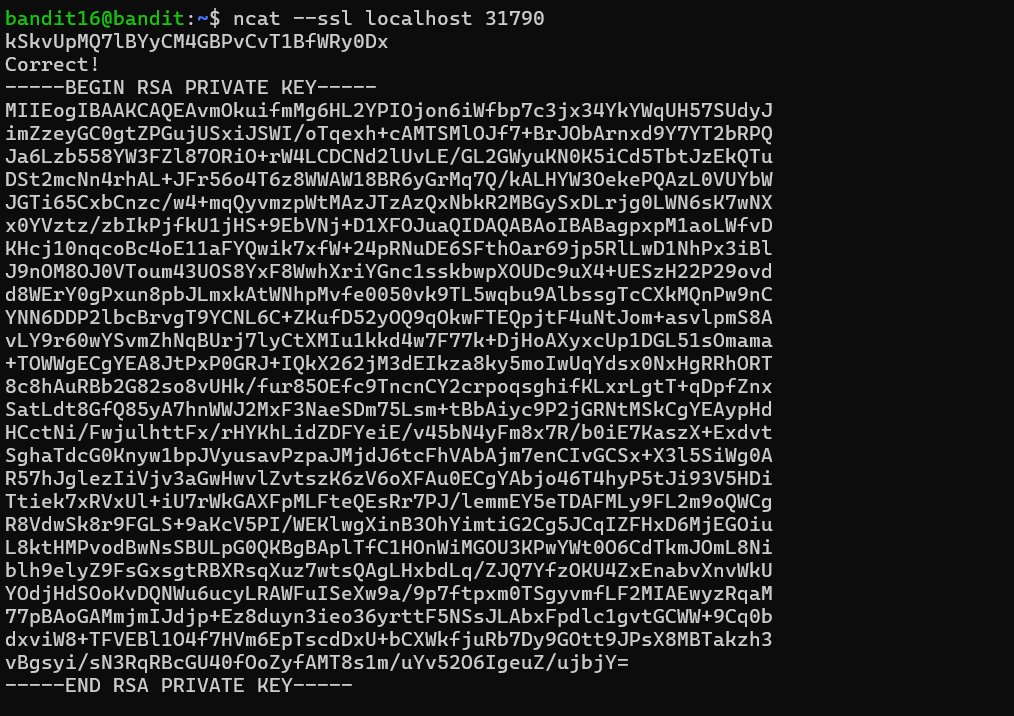 bandit16@bandit:~$ ncat --ssl localhost 31790
kSkvUpMQ7lBYyCM4GBPvCvT1BfWRy0Dx
Correct!
-----BEGIN RSA PRIVATE KEY-----
MIIEogIBAAKCAQEAvmOkuifmMg6HL2YPIOjon6iWfbp7c3jx34YkYWqUH57SUdyJ
imZzeyGC0gtZPGujUSxiJSWI/oTqexh+cAMTSMlOJf7+BrJObArnxd9Y7YT2bRPQ
Ja6Lzb558YW3FZl87ORiO+rW4LCDCNd2lUvLE/GL2GWyuKN0K5iCd5TbtJzEkQTu
DSt2mcNn4rhAL+JFr56o4T6z8WWAW18BR6yGrMq7Q/kALHYW3OekePQAzL0VUYbW
JGTi65CxbCnzc/w4+mqQyvmzpWtMAzJTzAzQxNbkR2MBGySxDLrjg0LWN6sK7wNX
x0YVztz/zbIkPjfkU1jHS+9EbVNj+D1XFOJuaQIDAQABAoIBABagpxpM1aoLWfvD
KHcj10nqcoBc4oE11aFYQwik7xfW+24pRNuDE6SFthOar69jp5RlLwD1NhPx3iBl
J9nOM8OJ0VToum43UOS8YxF8WwhXriYGnc1sskbwpXOUDc9uX4+UESzH22P29ovd
d8WErY0gPxun8pbJLmxkAtWNhpMvfe0050vk9TL5wqbu9AlbssgTcCXkMQnPw9nC
YNN6DDP2lbcBrvgT9YCNL6C+ZKufD52yOQ9qOkwFTEQpjtF4uNtJom+asvlpmS8A
vLY9r60wYSvmZhNqBUrj7lyCtXMIu1kkd4w7F77k+DjHoAXyxcUp1DGL51sOmama
+TOWWgECgYEA8JtPxP0GRJ+IQkX262jM3dEIkza8ky5moIwUqYdsx0NxHgRRhORT
8c8hAuRBb2G82so8vUHk/fur85OEfc9TncnCY2crpoqsghifKLxrLgtT+qDpfZnx
SatLdt8GfQ85yA7hnWWJ2MxF3NaeSDm75Lsm+tBbAiyc9P2jGRNtMSkCgYEAypHd
HCctNi/FwjulhttFx/rHYKhLidZDFYeiE/v45bN4yFm8x7R/b0iE7KaszX+Exdvt
SghaTdcG0Knyw1bpJVyusavPzpaJMjdJ6tcFhVAbAjm7enCIvGCSx+X3l5SiWg0A
R57hJglezIiVjv3aGwHwvlZvtszK6zV6oXFAu0ECgYAbjo46T4hyP5tJi93V5HDi
Ttiek7xRVxUl+iU7rWkGAXFpMLFteQEsRr7PJ/lemmEY5eTDAFMLy9FL2m9oQWCg
R8VdwSk8r9FGLS+9aKcV5PI/WEKlwgXinB3OhYimtiG2Cg5JCqIZFHxD6MjEGOiu
L8ktHMPvodBwNsSBULpG0QKBgBAplTfC1HOnWiMGOU3KPwYWt0O6CdTkmJOmL8Ni
blh9elyZ9FsGxsgtRBXRsqXuz7wtsQAgLHxbdLq/ZJQ7YfzOKU4ZxEnabvXnvWkU
YOdjHdSOoKvDQNWu6ucyLRAWFuISeXw9a/9p7ftpxm0TSgyvmfLF2MIAEwyzRqaM
77pBAoGAMmjmIJdjp+Ez8duyn3ieo36yrttF5NSsJLAbxFpdlc1gvtGCWW+9Cq0b
dxviW8+TFVEBl1O4f7HVm6EpTscdDxU+bCXWkfjuRb7Dy9GOtt9JPsX8MBTakzh3
vBgsyi/sN3RqRBcGU40fOoZyfAMT8s1m/uYv52O6IgeuZ/ujbjY=
-----END RSA PRIVATE KEY-----